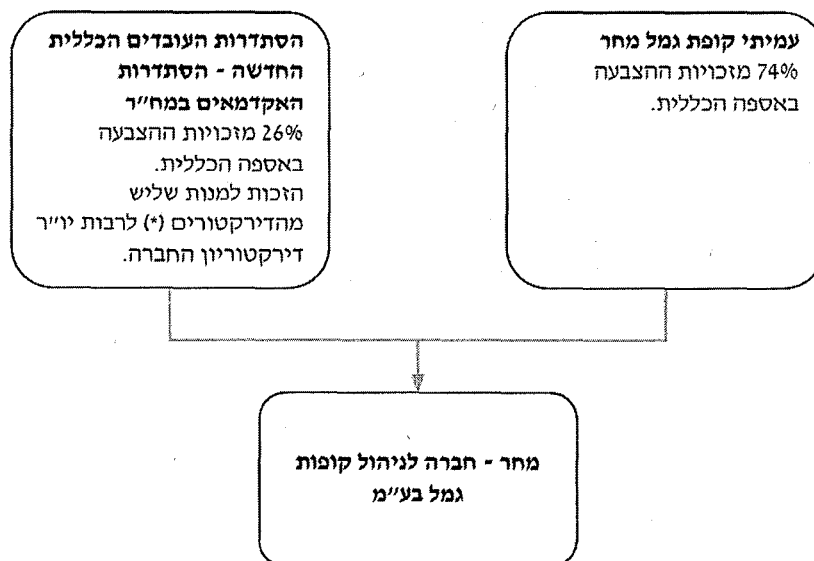 עמיתי קופת גמל מחר
74% מזכויות ההצבעה
באספה הכללית.
הסתדרות העובדים הכללית
החדשה - הסתדרות
האקדמאים במח״ר
26% מזכויות ההצבעה
באספה הכללית.
הזכות למנות שליש
מהדירקטורים (*) לרבות יו״ר
דירקטוריון החברה.
מחר - חברה לניהול קופות
גמל בע״מ